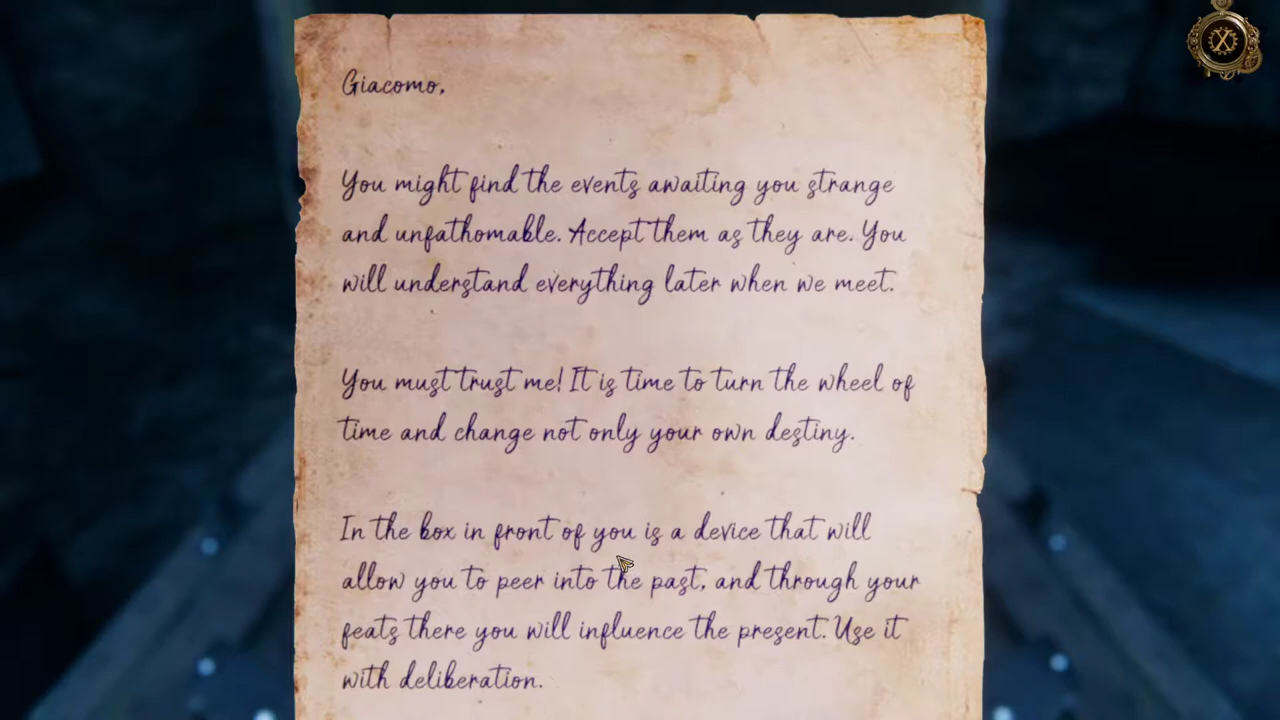 Giacomo,
You might find the events awaiting you strange
and unfathomable. Accept them as they are. You
will understand everything later when we meet.
You must trust me! It is time to turn the wheel of
time and change not only your own destiny.
In the box in front of you is a device that will
allow you to peer into the past, and through your
feats there you will influence the present. Use it
with deliberation.